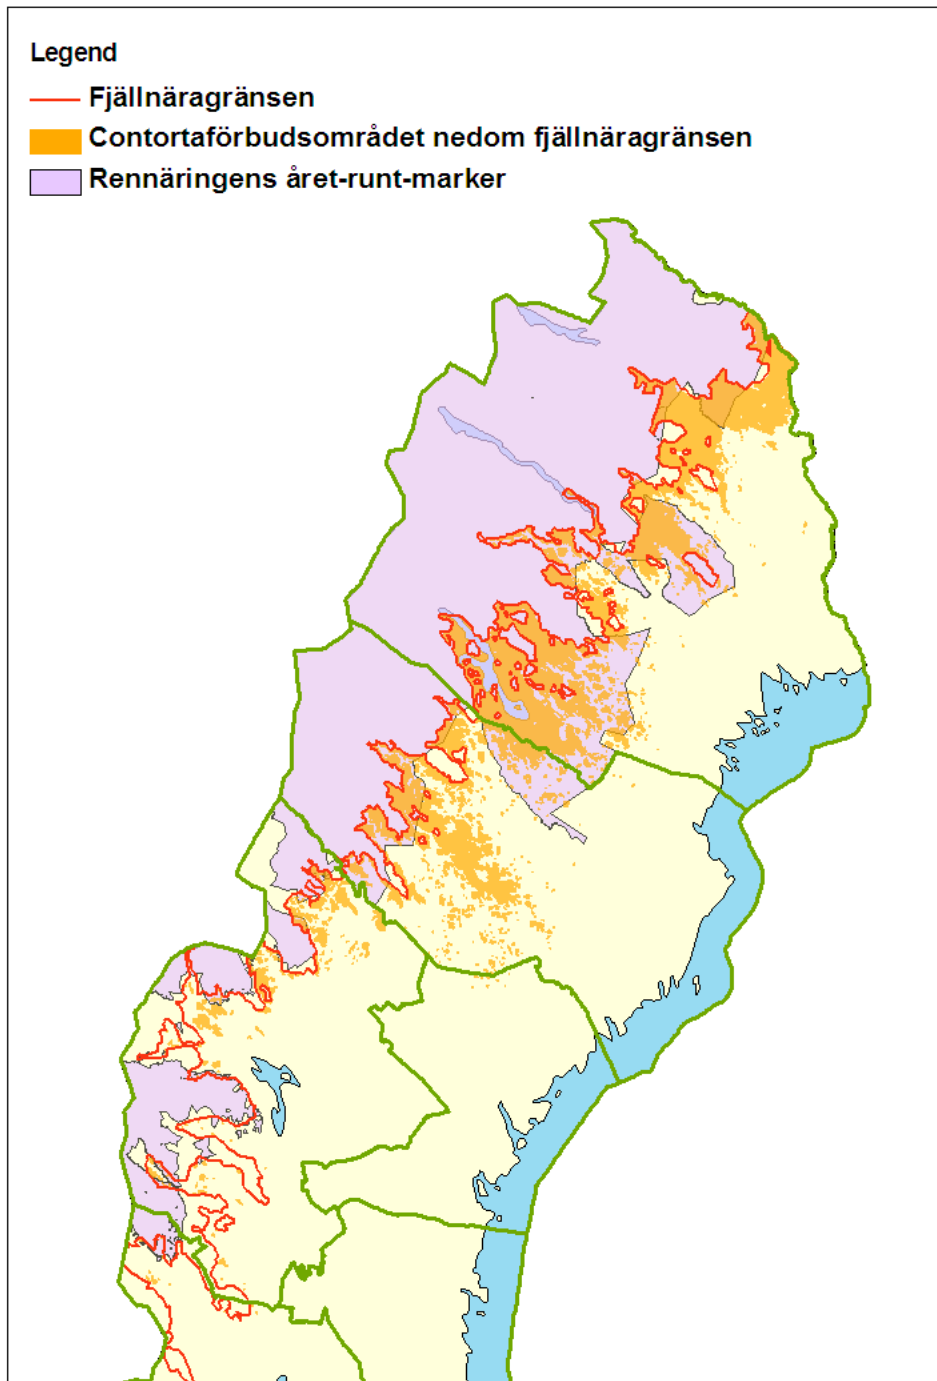 Legend
Fjällnäragränsen
Contortaförbudsområdet nedom fjällnäragränsen
Rennäringens året-runt-marker